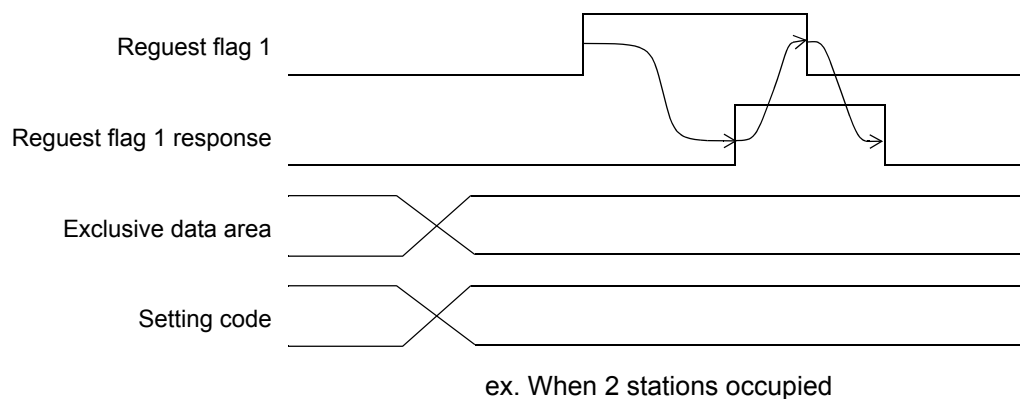 Reguest flag 1
Reguest flag 1 response
Exclusive data area
Setting code
ex. When 2 stations occupied